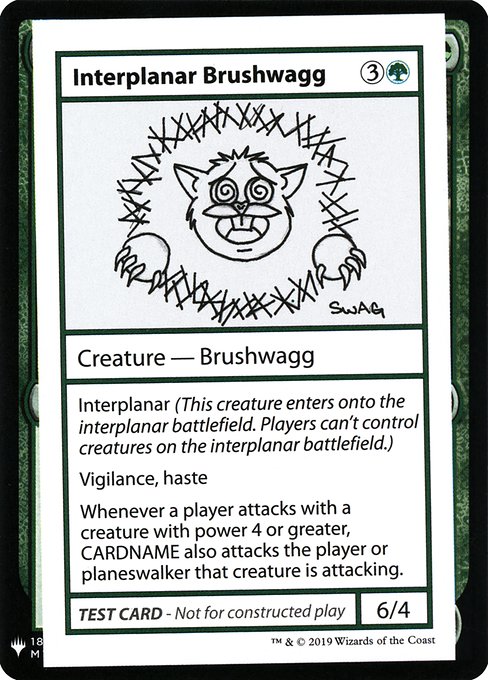 Interplanar Brushwagg 3
SWAG
Creature — Brushwagg
Interplanar (This creature enters onto the
interplanar battlefield. Players can't control
creatures on the interplanar battlefield.)
Vigilance, haste
Whenever a player attacks with a
creature with power 4 or greater,
CARDNAME also attacks the player or
planeswalker that creature is attacking.
TEST CARD - Not for constructed play 6/4
18
M
™ & © 2019 Wizards of the Coast